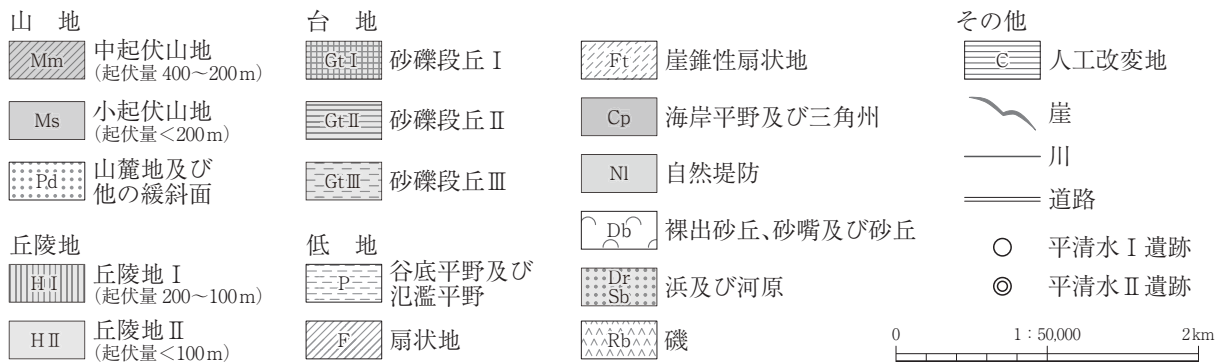 山 地
Mm 中起伏山地
(起伏量 400~200m)
Ms 小起伏山地
(起伏量<200m)
Pd 山麓地及び
他の緩斜面
丘陵地
HⅠ 丘陵地Ⅰ
(起伏量 200~100m)
HⅡ 丘陵地Ⅱ
(起伏量<100m)
台 地
GtⅠ 砂礫段丘Ⅰ
GtⅡ 砂礫段丘Ⅱ
GtⅢ 砂礫段丘Ⅲ
低 地
P 谷底平野及び
氾濫平野
F 扇状地
Ft 崖錐性扇状地
Cp 海岸平野及び三角州
Nl 自然堤防
Db 裸出砂丘、砂嘴及び砂丘
Dr
Sb 浜及び河原
Rb 磯
その他
C 人工改変地
崖
川
道路
平清水Ⅰ遺跡
平清水Ⅱ遺跡
0 1:50,000 2km